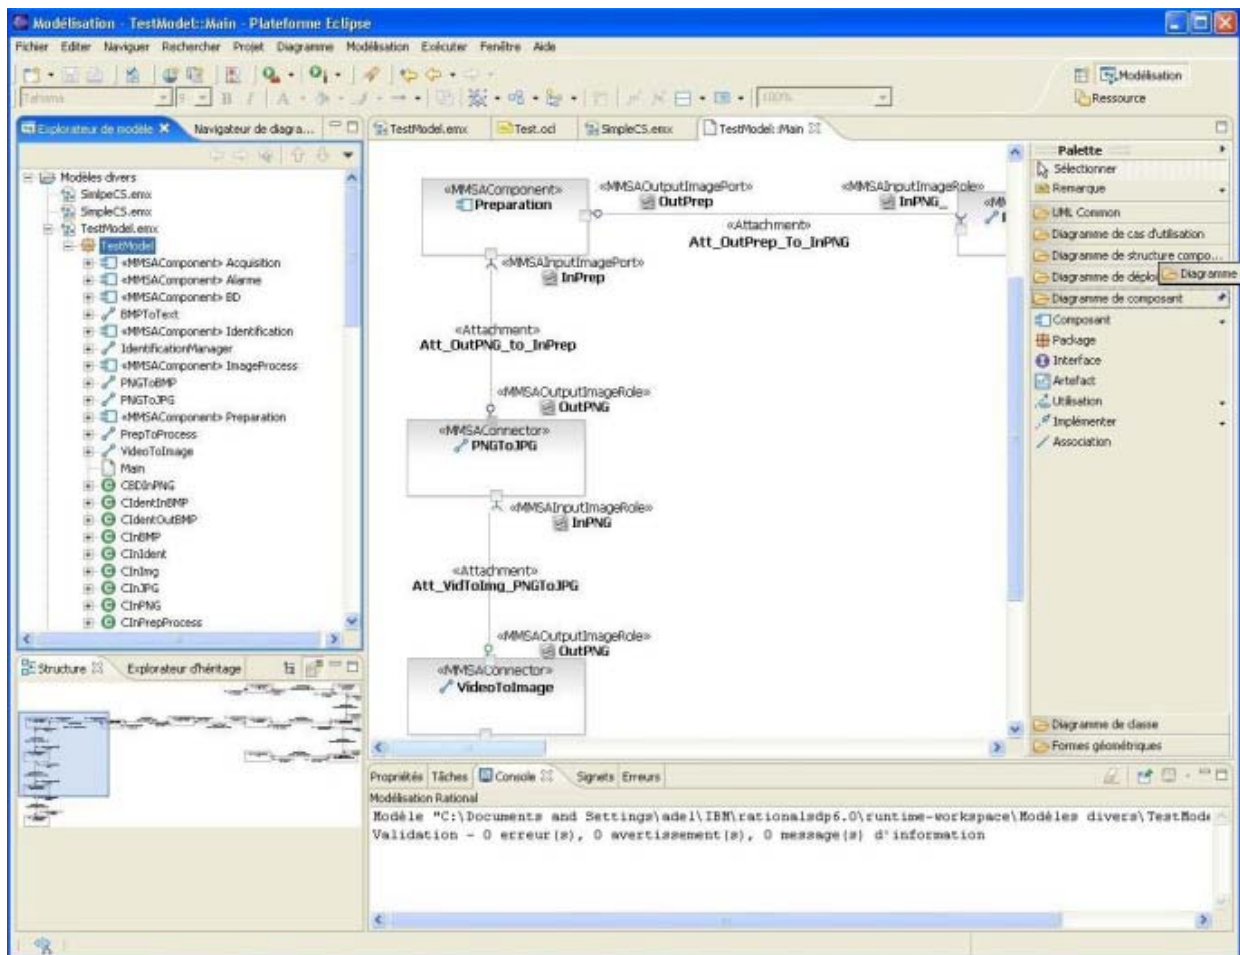 Modélisation - TestModel::Main - Plateforme Eclipse
Fichier Editer Naviguer Rechercher Projet Diagramme Modélisation Exécuter Fenêtre Aide
Tahoma 9 B I A 100%
Modélisation
Ressource
Explorateur de modèle Navigateur de diagra...
TestModel.emx Test.ocl SimpleCS.emx TestModel::Main
Modèles divers
SimlpeCS.emx
SimpleCS.emx
TestModel.emx
TestModel
«MMSAComponent» Acquisition
«MMSAComponent» Alarme
«MMSAComponent» BD
BMPToText
«MMSAComponent» Identification
IdentificationManager
«MMSAComponent» ImageProcess
PNGToBMP
PNGToJPG
«MMSAComponent» Preparation
PrepToProcess
VideoToImage
Main
CBDInPNG
CIdentInBMP
CIdentOutBMP
CInBMP
CInIdent
CInImg
CInJPG
CInPNG
CInPrepProcess
«MMSAComponent»
Preparation
«MMSAOutputImagePort»
OutPrep
«MMSAInputImageRole»
InPNG_
«Attachment»
Att_OutPrep_To_InPNG
«MMSAInputImagePort»
InPrep
«Attachment»
Att_OutPNG_to_InPrep
«MMSAOutputImageRole»
OutPNG
«MMSAConnector»
PNGToJPG
«MMSAInputImageRole»
InPNG
«Attachment»
Att_VidToImg_PNGToJPG
«MMSAOutputImageRole»
OutPNG
«MMSAConnector»
VideoToImage
Palette
Sélectionner
Remarque
UML Common
Diagramme de cas d'utilisation
Diagramme de structure compo...
Diagramme de déploi
Diagramme
Diagramme de composant
Composant
Package
Interface
Artefact
Utilisation
Implémenter
Association
Diagramme de classe
Formes géométriques
Structure Explorateur d'héritage
Propriétés Tâches Console Signets Erreurs
Modélisation Rational
Modèle "C:\Documents and Settings\adel\IBM\rationalsdp6.0\runtime-workspace\Modèles divers\TestMode
Validation - 0 erreur(s), 0 avertissement(s), 0 message(s) d'information